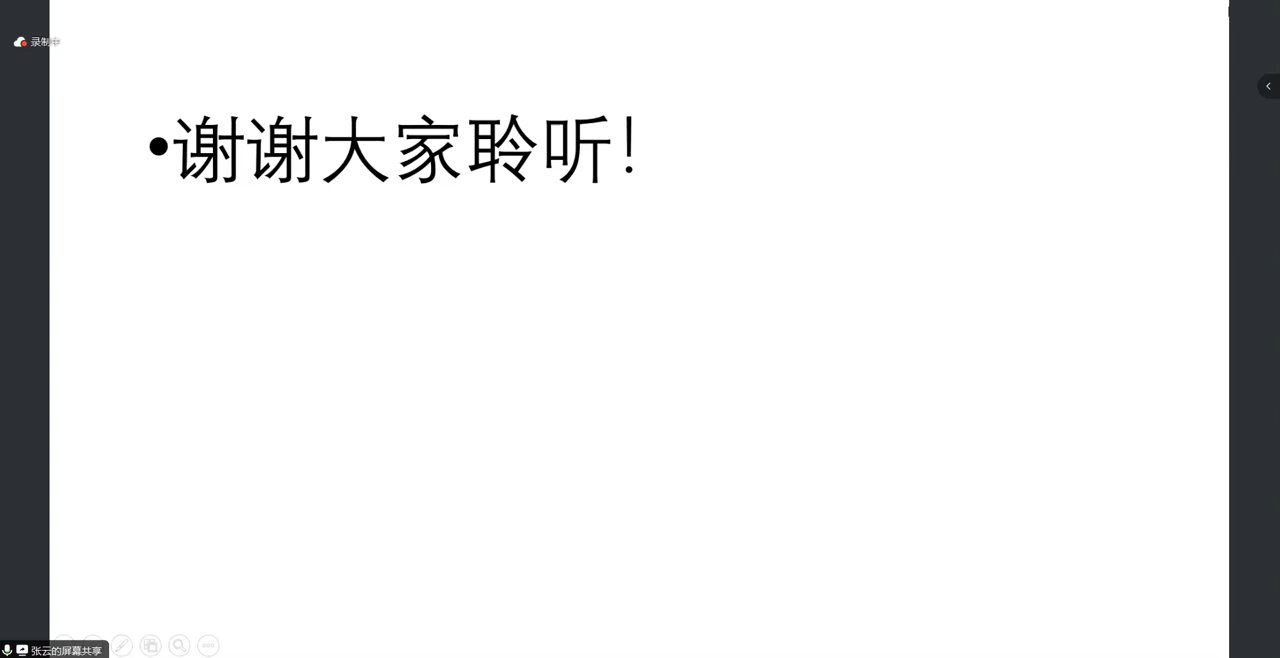 录制中
•谢谢大家聆听！
张云的屏幕共享